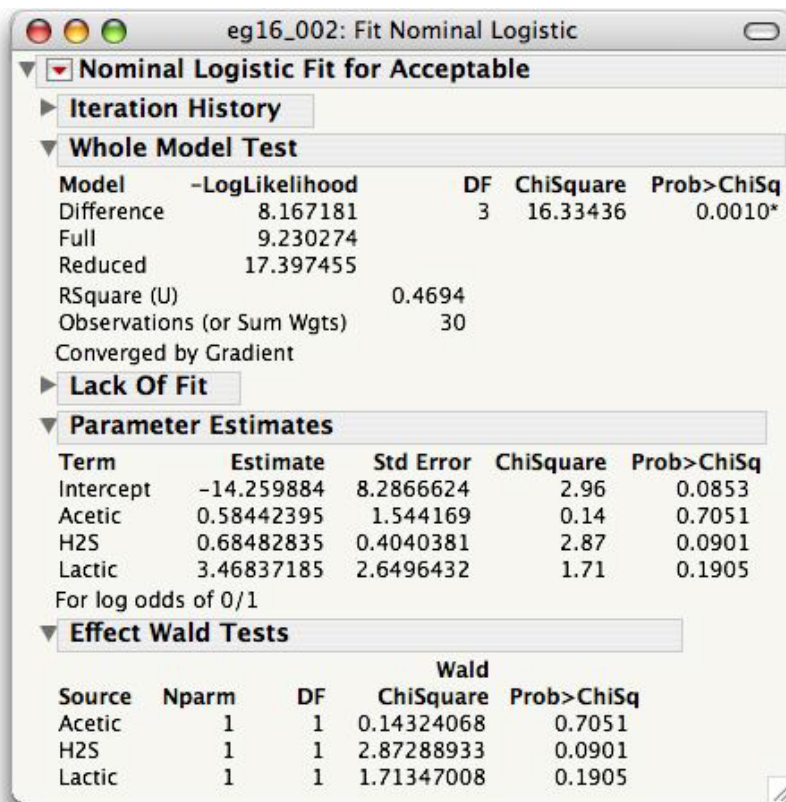 eg16_002: Fit Nominal Logistic
Nominal Logistic Fit for Acceptable
Iteration History
Whole Model Test
Model -LogLikelihood DF ChiSquare Prob>ChiSq
Difference 8.167181 3 16.33436 0.0010*
Full 9.230274
Reduced 17.397455
RSquare (U) 0.4694
Observations (or Sum Wgts) 30
Converged by Gradient
Lack Of Fit
Parameter Estimates
Term Estimate Std Error ChiSquare Prob>ChiSq
Intercept -14.259884 8.2866624 2.96 0.0853
Acetic 0.58442395 1.544169 0.14 0.7051
H2S 0.68482835 0.4040381 2.87 0.0901
Lactic 3.46837185 2.6496432 1.71 0.1905
For log odds of 0/1
Effect Wald Tests
Wald
Source Nparm DF ChiSquare Prob>ChiSq
Acetic 1 1 0.14324068 0.7051
H2S 1 1 2.87288933 0.0901
Lactic 1 1 1.71347008 0.1905